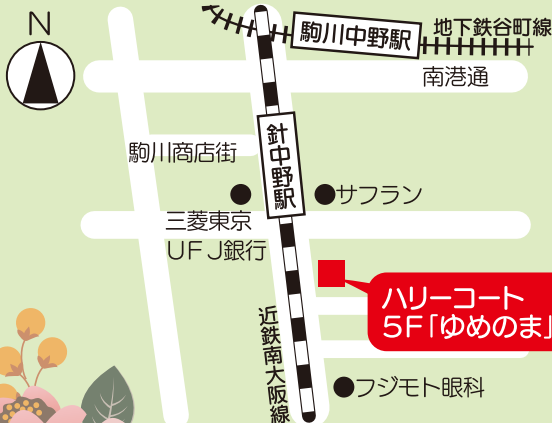 N
駒川中野駅
地下鉄谷町線
南港通
駒川商店街
針中野駅
サフラン
三菱東京
UFJ銀行
ハリーコート
5F「ゆめのま」
近鉄南大阪線
フジモト眼科